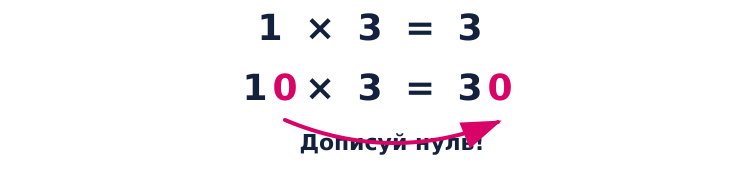 1 × 3 = 3
10 × 3 = 30
Дописуй нуль!